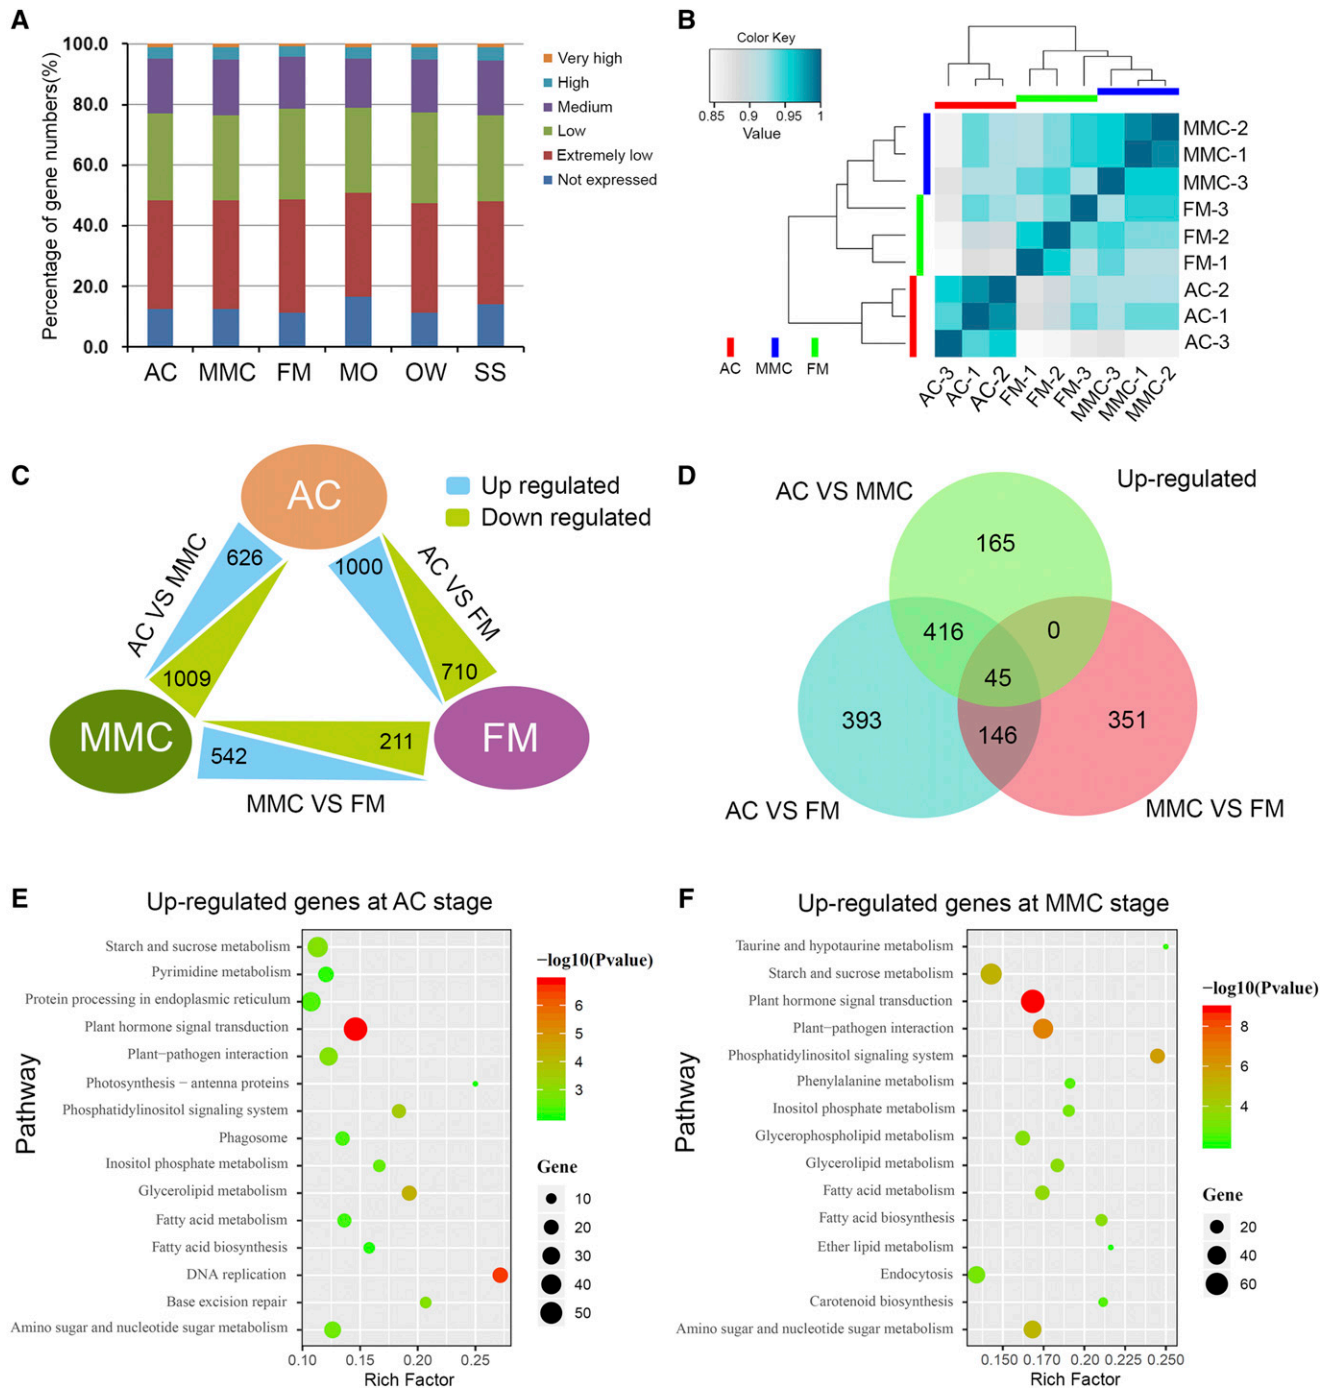 A
Percentage of gene numbers(%)
100.0
80.0
60.0
40.0
20.0
0.0
AC MMC FM MO OW SS
Very high
High
Medium
Low
Extremely low
Not expressed
B
Color Key
0.85 0.9 0.95 1
Value
MMC-2
MMC-1
MMC-3
FM-3
FM-2
FM-1
AC-2
AC-1
AC-3
AC MMC FM
AC-3 AC-1 AC-2 FM-1 FM-2 FM-3 MMC-3 MMC-1 MMC-2
C
AC
Up regulated
Down regulated
AC VS MMC
626
1000
AC VS FM
1009
710
MMC
FM
542
211
MMC VS FM
D
Up-regulated
AC VS MMC
165
416
0
45
393
146
351
AC VS FM
MMC VS FM
E
Up-regulated genes at AC stage
Pathway
Starch and sucrose metabolism
Pyrimidine metabolism
Protein processing in endoplasmic reticulum
Plant hormone signal transduction
Plant−pathogen interaction
Photosynthesis − antenna proteins
Phosphatidylinositol signaling system
Phagosome
Inositol phosphate metabolism
Glycerolipid metabolism
Fatty acid metabolism
Fatty acid biosynthesis
DNA replication
Base excision repair
Amino sugar and nucleotide sugar metabolism
0.10 0.15 0.20 0.25
Rich Factor
−log10(Pvalue)
6
5
4
3
Gene
10
20
30
40
50
F
Up-regulated genes at MMC stage
Pathway
Taurine and hypotaurine metabolism
Starch and sucrose metabolism
Plant hormone signal transduction
Plant−pathogen interaction
Phosphatidylinositol signaling system
Phenylalanine metabolism
Inositol phosphate metabolism
Glycerophospholipid metabolism
Glycerolipid metabolism
Fatty acid metabolism
Fatty acid biosynthesis
Ether lipid metabolism
Endocytosis
Carotenoid biosynthesis
Amino sugar and nucleotide sugar metabolism
0.150 0.170 0.20 0.225 0.250
Rich Factor
−log10(Pvalue)
8
6
4
Gene
20
40
60